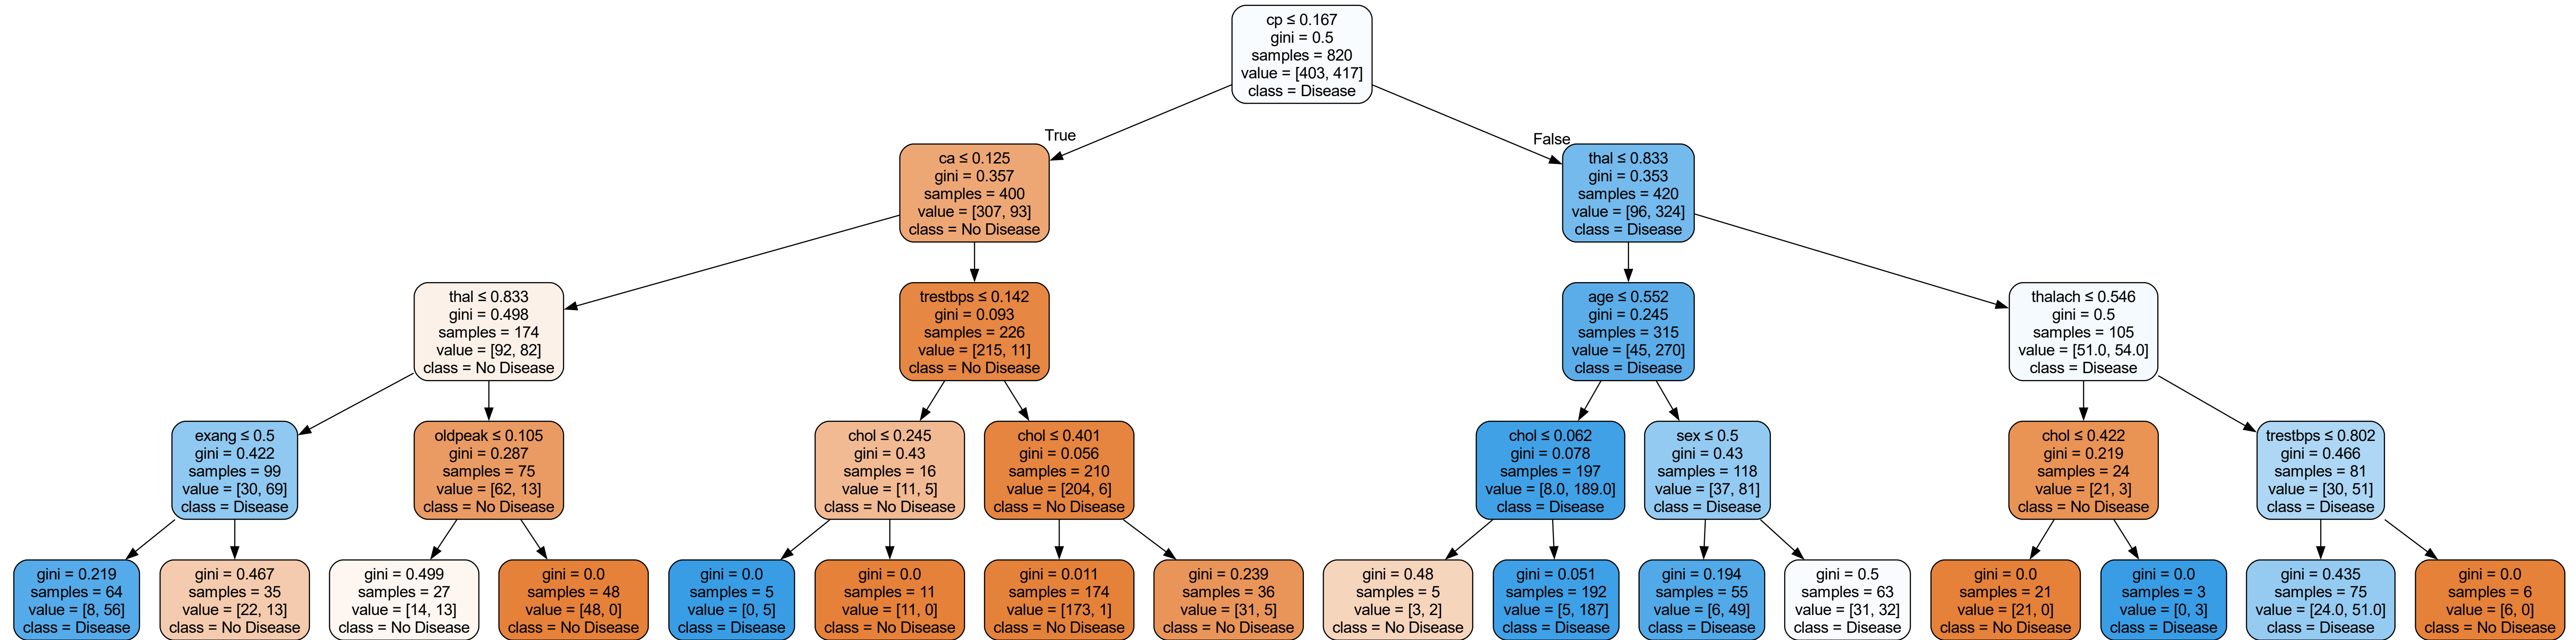 cp ≤ 0.167
gini = 0.5
samples = 820
value = [403, 417]
class = Disease
True
False
ca ≤ 0.125
gini = 0.357
samples = 400
value = [307, 93]
class = No Disease
thal ≤ 0.833
gini = 0.353
samples = 420
value = [96, 324]
class = Disease
thal ≤ 0.833
gini = 0.498
samples = 174
value = [92, 82]
class = No Disease
trestbps ≤ 0.142
gini = 0.093
samples = 226
value = [215, 11]
class = No Disease
age ≤ 0.552
gini = 0.245
samples = 315
value = [45, 270]
class = Disease
thalach ≤ 0.546
gini = 0.5
samples = 105
value = [51.0, 54.0]
class = Disease
exang ≤ 0.5
gini = 0.422
samples = 99
value = [30, 69]
class = Disease
oldpeak ≤ 0.105
gini = 0.287
samples = 75
value = [62, 13]
class = No Disease
chol ≤ 0.245
gini = 0.43
samples = 16
value = [11, 5]
class = No Disease
chol ≤ 0.401
gini = 0.056
samples = 210
value = [204, 6]
class = No Disease
chol ≤ 0.062
gini = 0.078
samples = 197
value = [8.0, 189.0]
class = Disease
sex ≤ 0.5
gini = 0.43
samples = 118
value = [37, 81]
class = Disease
chol ≤ 0.422
gini = 0.219
samples = 24
value = [21, 3]
class = No Disease
trestbps ≤ 0.802
gini = 0.466
samples = 81
value = [30, 51]
class = Disease
gini = 0.219
samples = 64
value = [8, 56]
class = Disease
gini = 0.467
samples = 35
value = [22, 13]
class = No Disease
gini = 0.499
samples = 27
value = [14, 13]
class = No Disease
gini = 0.0
samples = 48
value = [48, 0]
class = No Disease
gini = 0.0
samples = 5
value = [0, 5]
class = Disease
gini = 0.0
samples = 11
value = [11, 0]
class = No Disease
gini = 0.011
samples = 174
value = [173, 1]
class = No Disease
gini = 0.239
samples = 36
value = [31, 5]
class = No Disease
gini = 0.48
samples = 5
value = [3, 2]
class = No Disease
gini = 0.051
samples = 192
value = [5, 187]
class = Disease
gini = 0.194
samples = 55
value = [6, 49]
class = Disease
gini = 0.5
samples = 63
value = [31, 32]
class = Disease
gini = 0.0
samples = 21
value = [21, 0]
class = No Disease
gini = 0.0
samples = 3
value = [0, 3]
class = Disease
gini = 0.435
samples = 75
value = [24.0, 51.0]
class = Disease
gini = 0.0
samples = 6
value = [6, 0]
class = No Disease